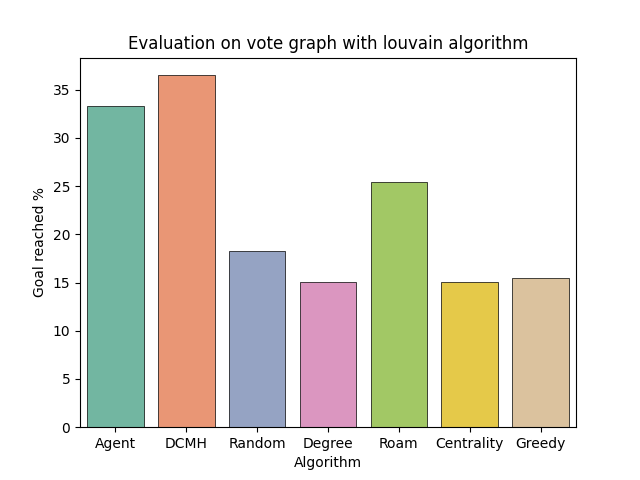 Evaluation on vote graph with louvain algorithm
Goal reached %
35
30
25
20
15
10
5
0
Agent DCMH Random Degree Roam Centrality Greedy
Algorithm